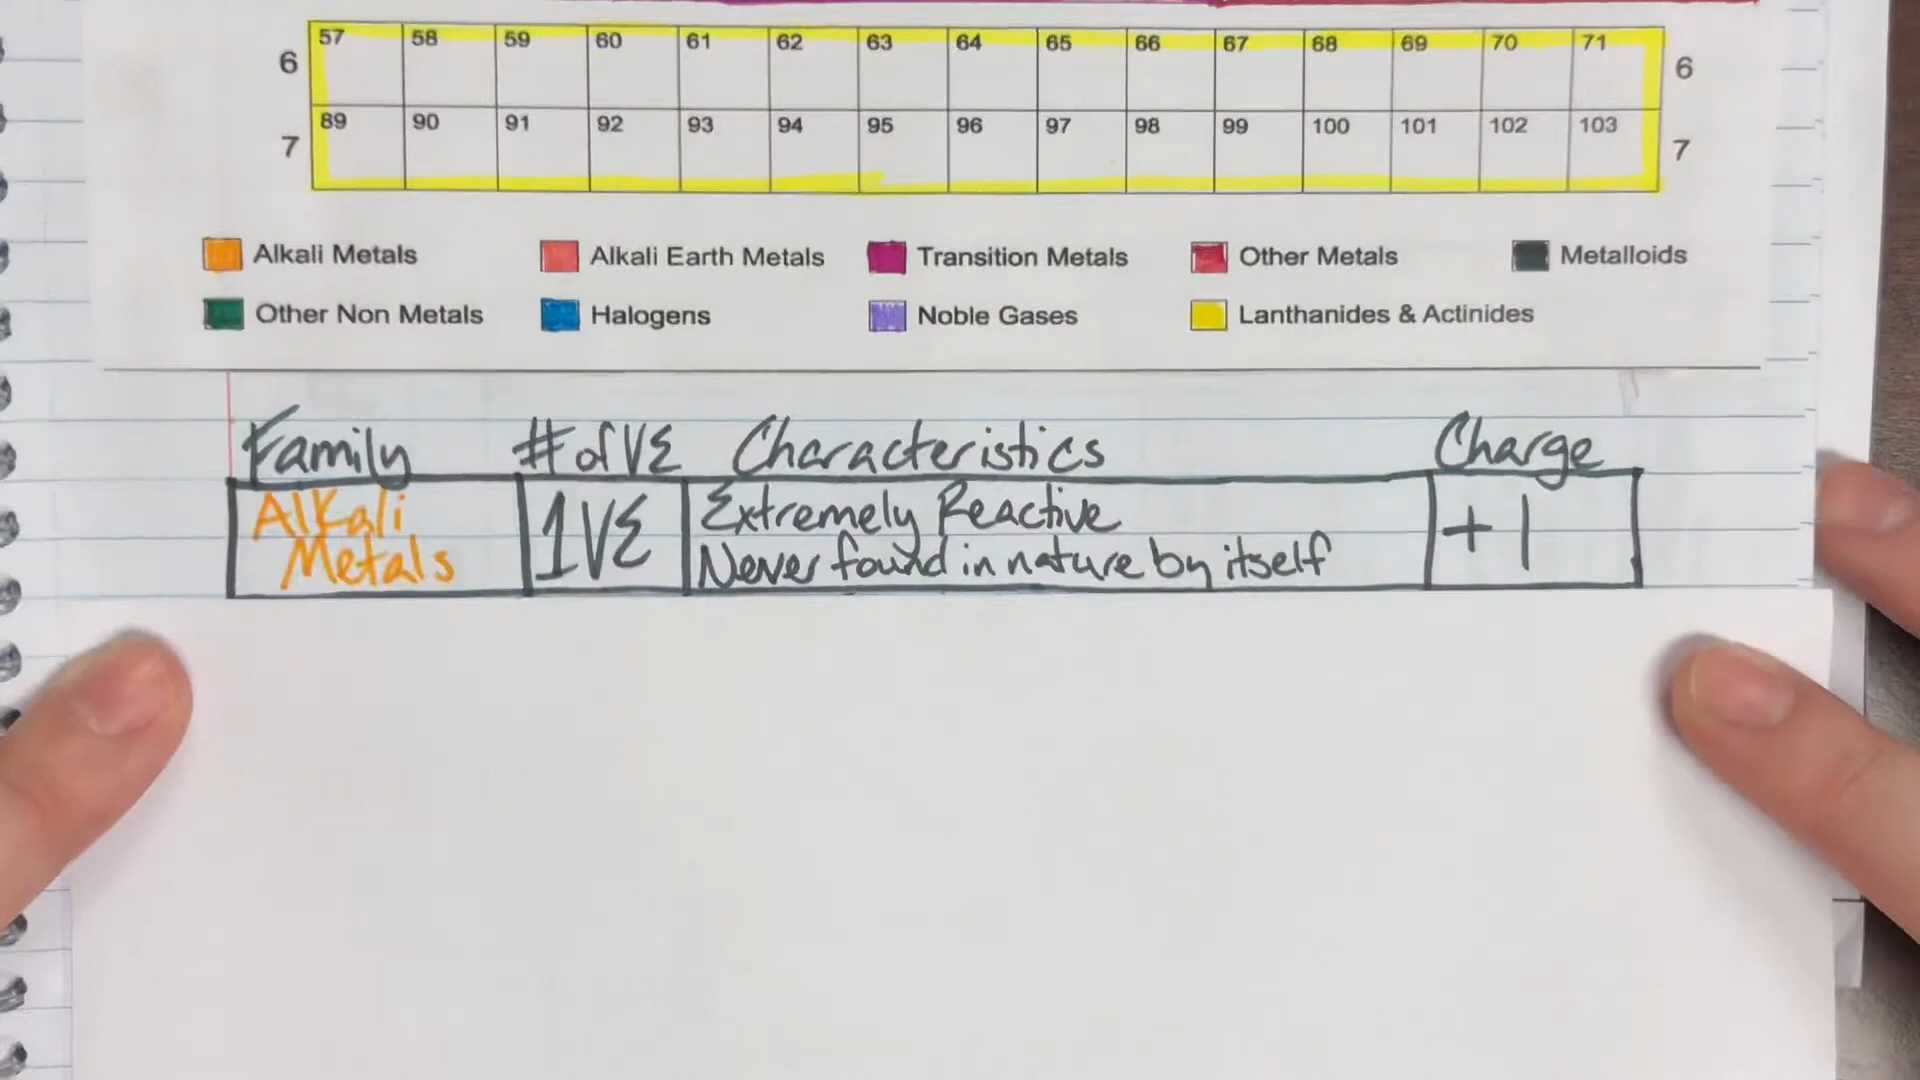 57 58 59 60 61 62 63 64 65 66 67 68 69 70 71
6 6
89 90 91 92 93 94 95 96 97 98 99 100 101 102 103
7 7
Alkali Metals Alkali Earth Metals Transition Metals Other Metals Metalloids
Other Non Metals Halogens Noble Gases Lanthanides & Actinides
Family # of VE Characteristics Charge
Alkali
Metals
1VE
Extremely Reactive
Never found in nature by itself
+1